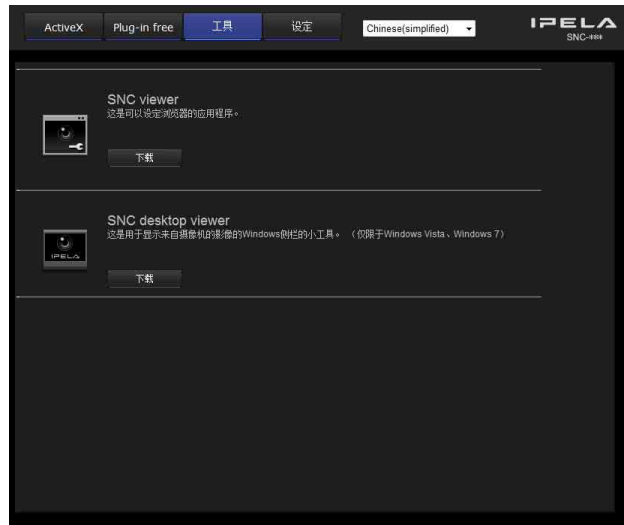 ActiveX Plug-in free 工具 设定 Chinese(simplified) IPELA
SNC-***
SNC viewer
这是可以设定浏览器的应用程序。
下载
SNC desktop viewer
这是用于显示来自摄像机的影像的Windows侧栏的小工具。 (仅限于Windows Vista、Windows 7)
IPELA
下载